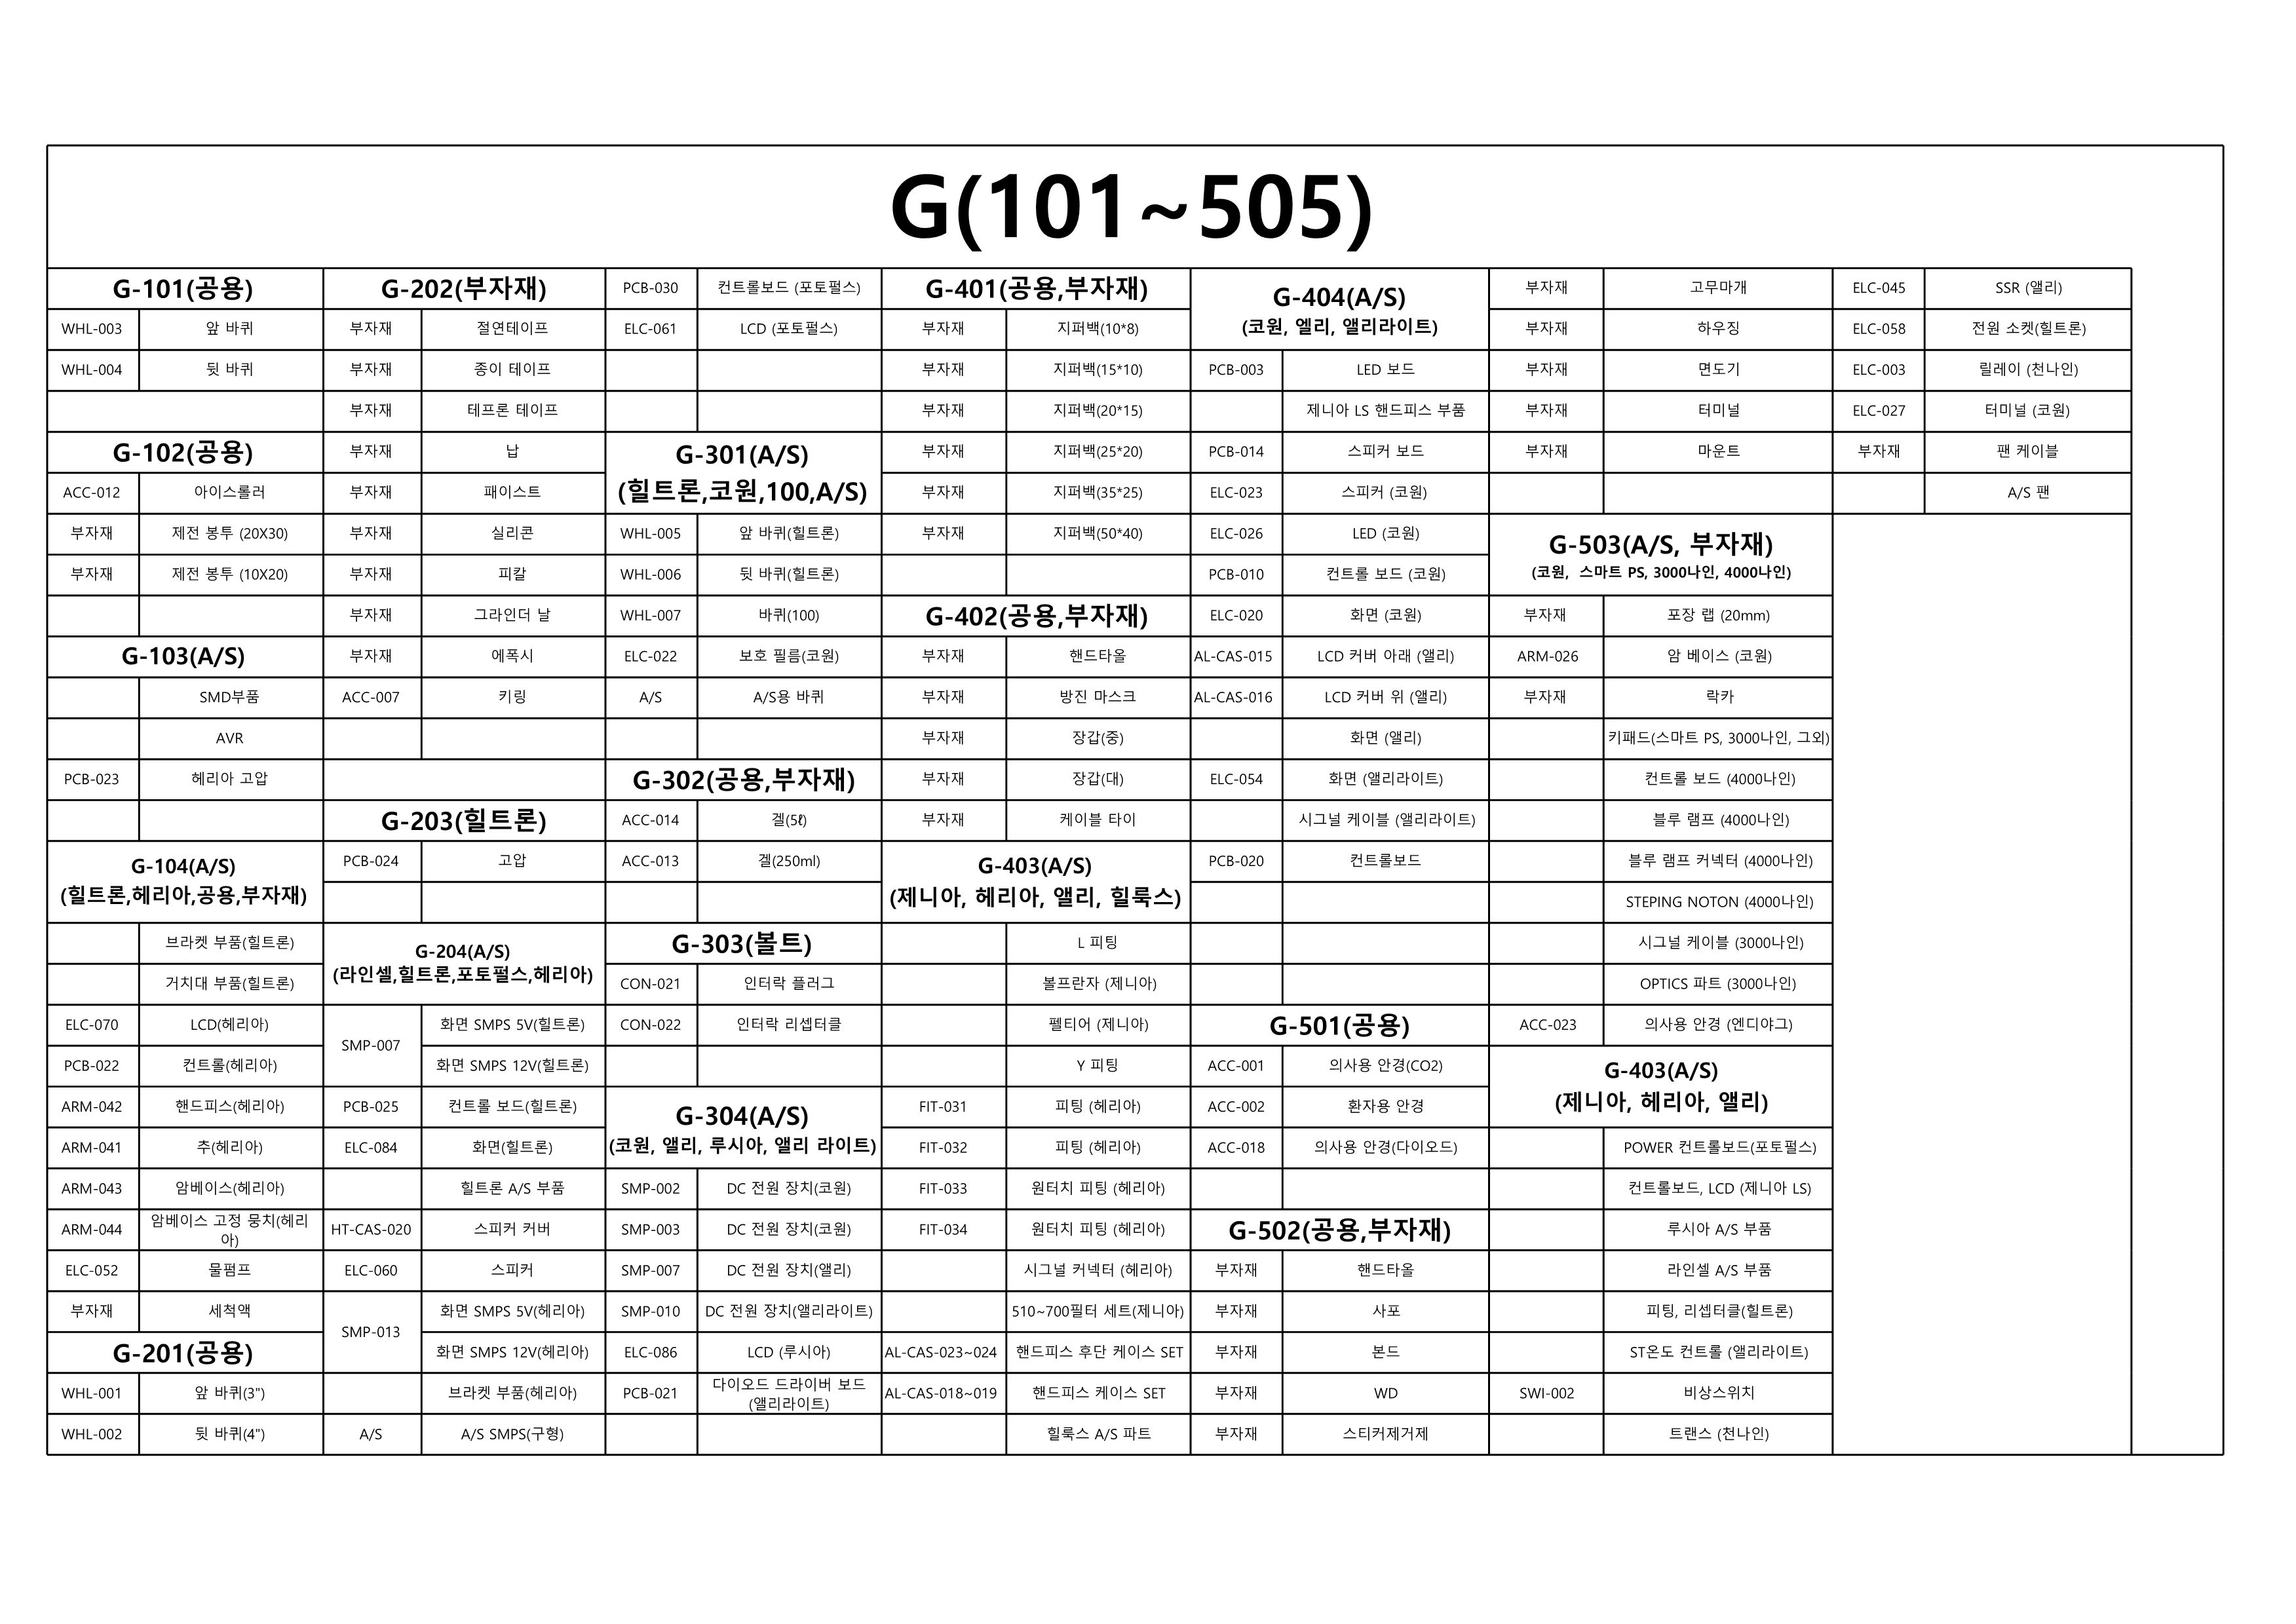 G(101~505)
G-101(공용)
WHL-003 앞 바퀴
WHL-004 뒷 바퀴
G-102(공용)
ACC-012 아이스롤러
부자재 제전 봉투 (20X30)
부자재 제전 봉투 (10X20)
G-103(A/S)
SMD부품
AVR
PCB-023 헤리아 고압
G-104(A/S)
(힐트론,헤리아,공용,부자재)
브라켓 부품(힐트론)
거치대 부품(힐트론)
ELC-070 LCD(헤리아)
PCB-022 컨트롤(헤리아)
ARM-042 핸드피스(헤리아)
ARM-041 추(헤리아)
ARM-043 암베이스(헤리아)
ARM-044 암베이스 고정 뭉치(헤리
아)
ELC-052 물펌프
부자재 세척액
G-201(공용)
WHL-001 앞 바퀴(3")
WHL-002 뒷 바퀴(4")
G-202(부자재)
부자재 절연테이프
부자재 종이 테이프
부자재 테프론 테이프
부자재 납
부자재 패이스트
부자재 실리콘
부자재 피칼
부자재 그라인더 날
부자재 에폭시
ACC-007 키링
G-203(힐트론)
PCB-024 고압
G-204(A/S)
(라인셀,힐트론,포토펄스,헤리아)
SMP-007 화면 SMPS 5V(힐트론)
화면 SMPS 12V(힐트론)
PCB-025 컨트롤 보드(힐트론)
ELC-084 화면(힐트론)
힐트론 A/S 부품
HT-CAS-020 스피커 커버
ELC-060 스피커
SMP-013 화면 SMPS 5V(헤리아)
화면 SMPS 12V(헤리아)
브라켓 부품(헤리아)
A/S A/S SMPS(구형)
PCB-030 컨트롤보드 (포토펄스)
ELC-061 LCD (포토펄스)
G-301(A/S)
(힐트론,코원,100,A/S)
WHL-005 앞 바퀴(힐트론)
WHL-006 뒷 바퀴(힐트론)
WHL-007 바퀴(100)
ELC-022 보호 필름(코원)
A/S A/S용 바퀴
G-302(공용,부자재)
ACC-014 겔(5ℓ)
ACC-013 겔(250ml)
G-303(볼트)
CON-021 인터락 플러그
CON-022 인터락 리셉터클
G-304(A/S)
(코원, 앨리, 루시아, 앨리 라이트)
SMP-002 DC 전원 장치(코원)
SMP-003 DC 전원 장치(코원)
SMP-007 DC 전원 장치(앨리)
SMP-010 DC 전원 장치(앨리라이트)
ELC-086 LCD (루시아)
PCB-021 다이오드 드라이버 보드
(앨리라이트)
G-401(공용,부자재)
부자재 지퍼백(10*8)
부자재 지퍼백(15*10)
부자재 지퍼백(20*15)
부자재 지퍼백(25*20)
부자재 지퍼백(35*25)
부자재 지퍼백(50*40)
G-402(공용,부자재)
부자재 핸드타올
부자재 방진 마스크
부자재 장갑(중)
부자재 장갑(대)
부자재 케이블 타이
G-403(A/S)
(제니아, 헤리아, 앨리, 힐룩스)
L 피팅
볼프란자 (제니아)
펠티어 (제니아)
Y 피팅
FIT-031 피팅 (헤리아)
FIT-032 피팅 (헤리아)
FIT-033 원터치 피팅 (헤리아)
FIT-034 원터치 피팅 (헤리아)
시그널 커넥터 (헤리아)
510~700필터 세트(제니아)
AL-CAS-023~024 핸드피스 후단 케이스 SET
AL-CAS-018~019 핸드피스 케이스 SET
힐룩스 A/S 파트
G-404(A/S)
(코원, 엘리, 앨리라이트)
PCB-003 LED 보드
제니아 LS 핸드피스 부품
PCB-014 스피커 보드
ELC-023 스피커 (코원)
ELC-026 LED (코원)
PCB-010 컨트롤 보드 (코원)
ELC-020 화면 (코원)
AL-CAS-015 LCD 커버 아래 (앨리)
AL-CAS-016 LCD 커버 위 (앨리)
화면 (앨리)
ELC-054 화면 (앨리라이트)
시그널 케이블 (앨리라이트)
PCB-020 컨트롤보드
G-501(공용)
ACC-001 의사용 안경(CO2)
ACC-002 환자용 안경
ACC-018 의사용 안경(다이오드)
G-502(공용,부자재)
부자재 핸드타올
부자재 사포
부자재 본드
부자재 WD
부자재 스티커제거제
부자재 고무마개
부자재 하우징
부자재 면도기
부자재 터미널
부자재 마운트
G-503(A/S, 부자재)
(코원, 스마트 PS, 3000나인, 4000나인)
부자재 포장 랩 (20mm)
ARM-026 암 베이스 (코원)
부자재 락카
키패드(스마트 PS, 3000나인, 그외)
컨트롤 보드 (4000나인)
블루 램프 (4000나인)
블루 램프 커넥터 (4000나인)
STEPING NOTON (4000나인)
시그널 케이블 (3000나인)
OPTICS 파트 (3000나인)
ACC-023 의사용 안경 (엔디야그)
G-403(A/S)
(제니아, 헤리아, 앨리)
POWER 컨트롤보드(포토펄스)
컨트롤보드, LCD (제니아 LS)
루시아 A/S 부품
라인셀 A/S 부품
피팅, 리셉터클(힐트론)
ST온도 컨트롤 (앨리라이트)
SWI-002 비상스위치
트랜스 (천나인)
ELC-045 SSR (앨리)
ELC-058 전원 소켓(힐트론)
ELC-003 릴레이 (천나인)
ELC-027 터미널 (코원)
부자재 팬 케이블
A/S 팬